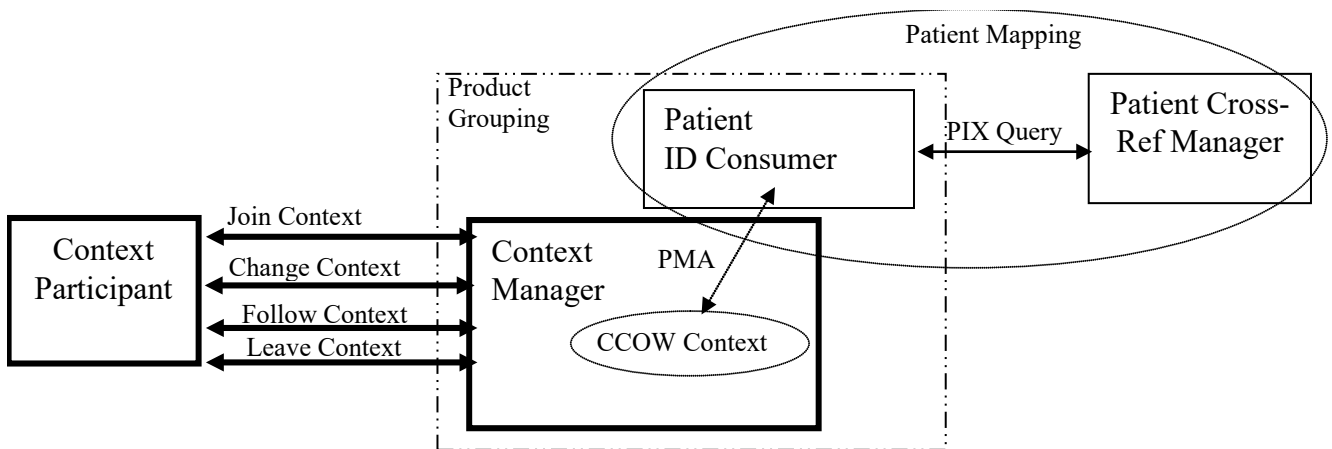 Patient Mapping
Product
Grouping
Patient
ID Consumer
PIX Query
Patient Cross-
Ref Manager
Join Context
Context
Participant
Change Context
Follow Context
Leave Context
Context
Manager
PMA
CCOW Context